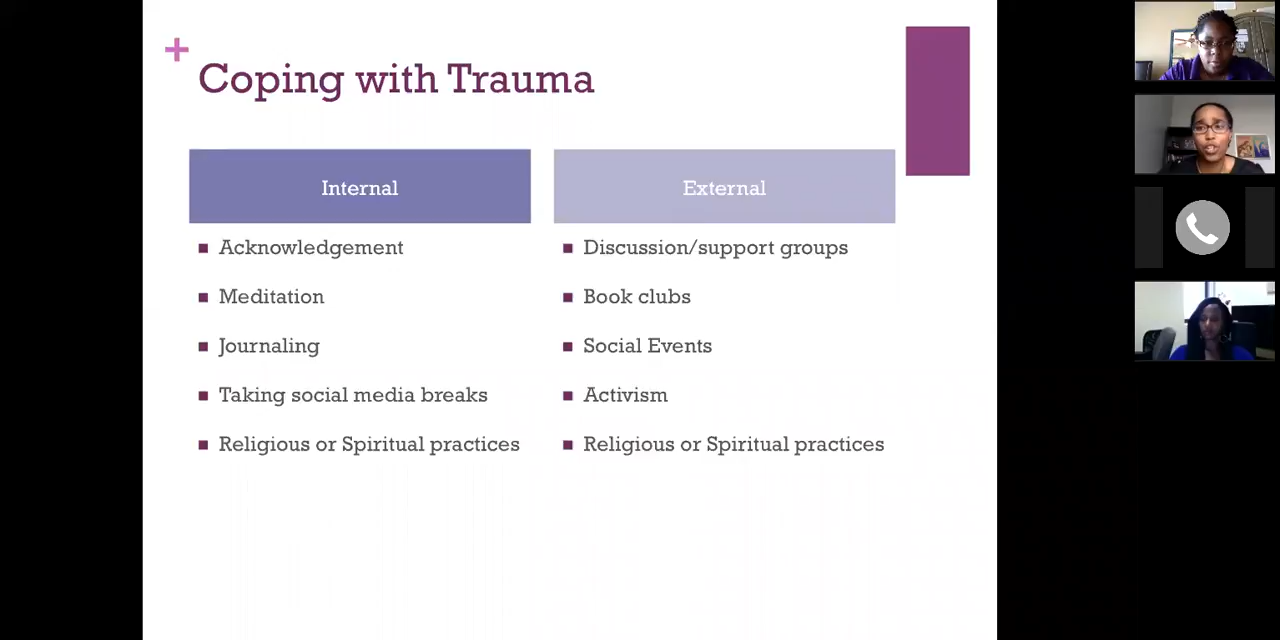 Coping with Trauma
Internal
Acknowledgement
Meditation
Journaling
Taking social media breaks
Religious or Spiritual practices
External
Discussion/support groups
Book clubs
Social Events
Activism
Religious or Spiritual practices